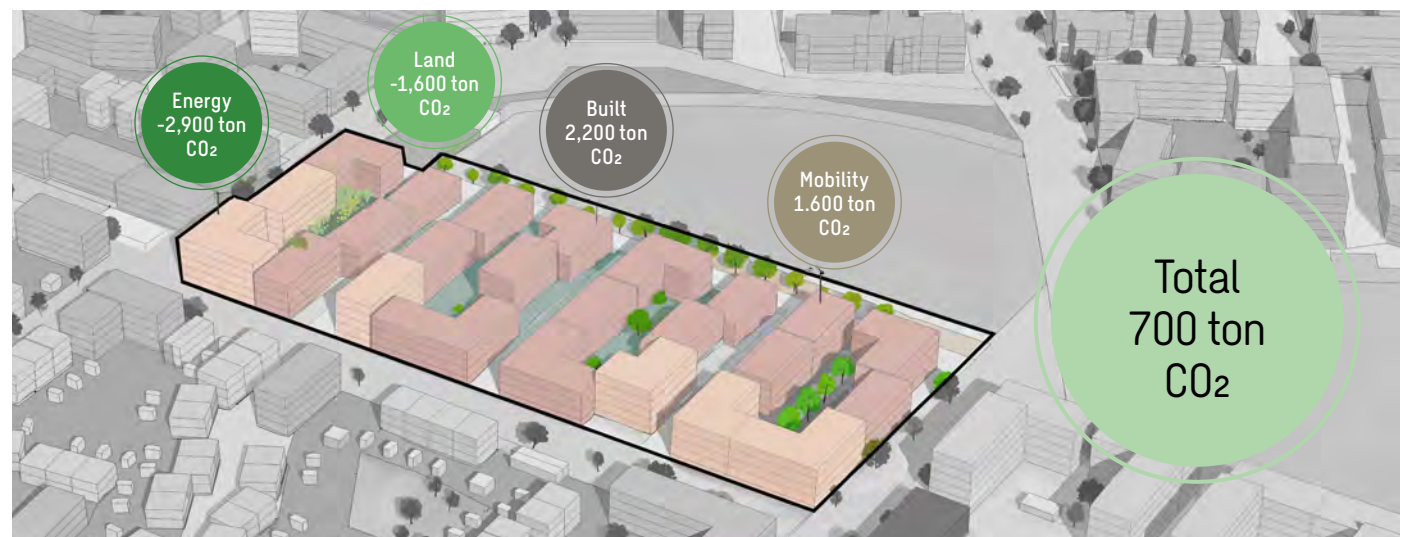 Energy
-2,900 ton
CO₂
Land
-1,600 ton
CO₂
Built
2,200 ton
CO₂
Mobility
1.600 ton
CO₂
Total
700 ton
CO₂